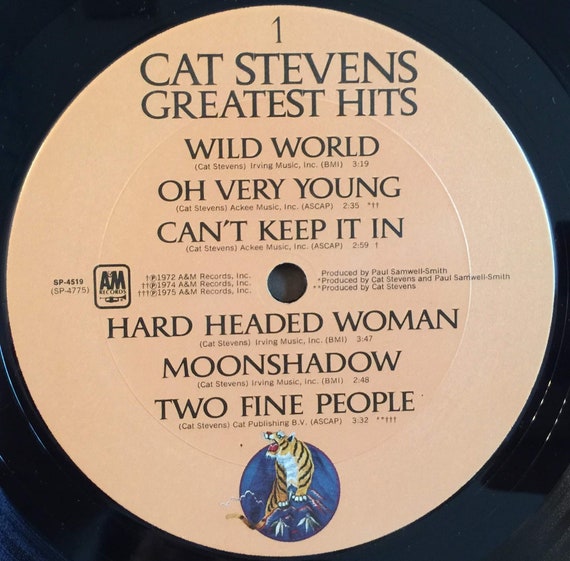 1
CAT STEVENS
GREATEST HITS
WILD WORLD
(Cat Stevens) Irving Music, Inc. (BMI) 3:19
OH VERY YOUNG
(Cat Stevens) Ackee Music, Inc. (ASCAP) 2:35 *††
CAN'T KEEP IT IN
(Cat Stevens) Ackee Music, Inc. (ASCAP) 2:59 †
SP-4519
(SP-4775)
A&M
RECORDS
†℗1972 A&M Records, Inc.
††℗1974 A&M Records, Inc.
†††℗1975 A&M Records, Inc.
Produced by Paul Samwell-Smith
*Produced by Cat Stevens and Paul Samwell-Smith
**Produced by Cat Stevens
HARD HEADED WOMAN
(Cat Stevens) Irving Music, Inc. (BMI) 3:47
MOONSHADOW
(Cat Stevens) Irving Music, Inc. (BMI) 2:48
TWO FINE PEOPLE
(Cat Stevens) Cat Publishing B.V. (ASCAP) 3:32 **†††